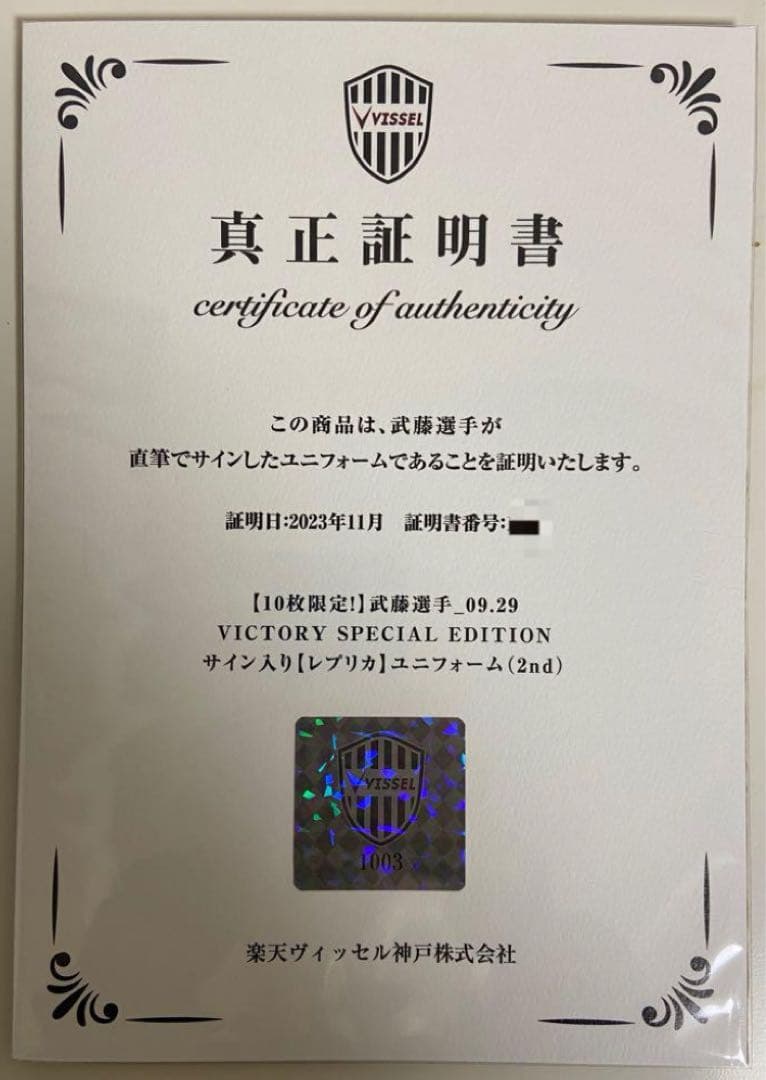 VISSEL
真正証明書
certificate of authenticity
この商品は、武藤選手が
直筆でサインしたユニフォームであることを証明いたします。
証明日:2023年11月 証明書番号:
【10枚限定!】武藤選手_09.29
VICTORY SPECIAL EDITION
サイン入り【レプリカ】ユニフォーム(2nd)
VISSEL
1003
楽天ヴィッセル神戸株式会社